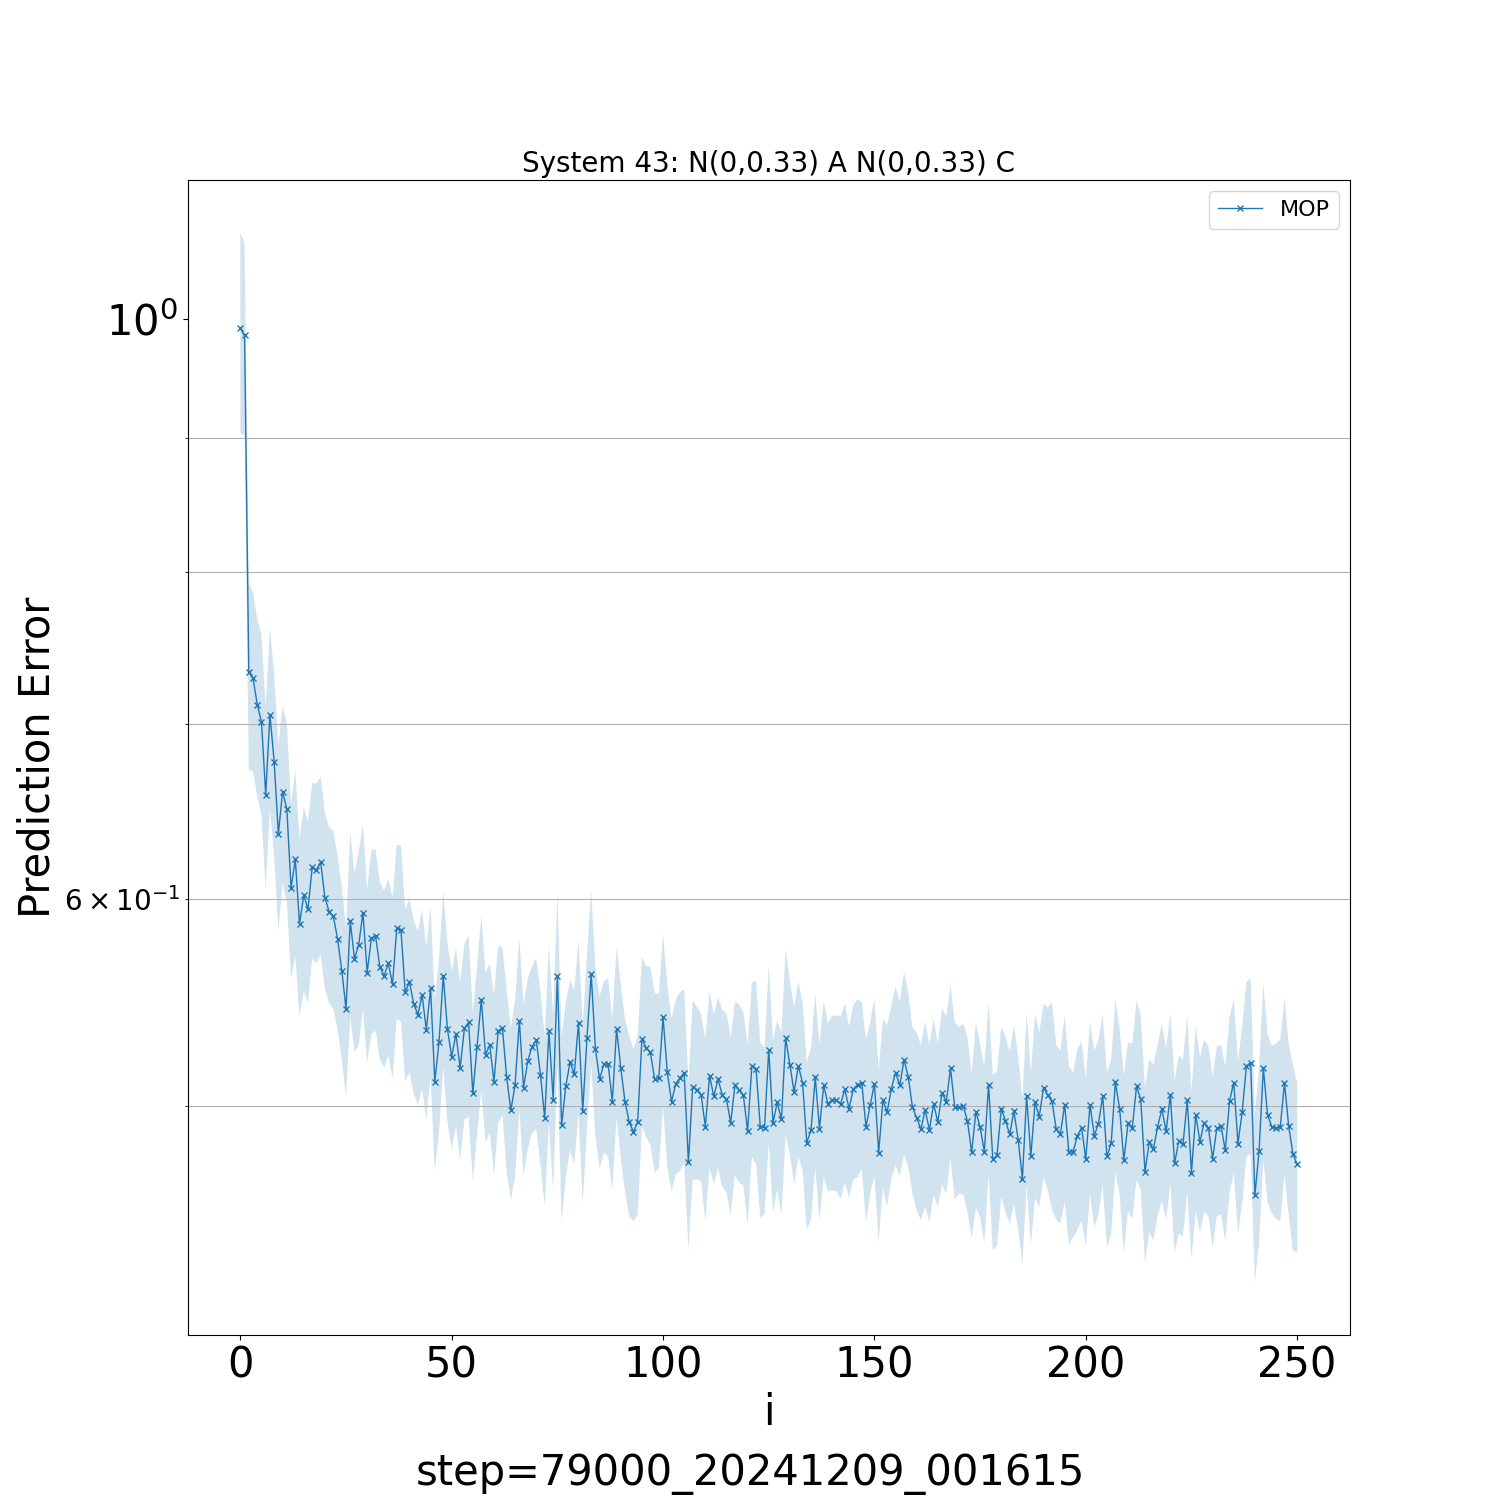 System 43: N(0,0.33) A N(0,0.33) C
MOP
10⁰
6 × 10⁻¹
Prediction Error
0 50 100 150 200 250
i
step=79000_20241209_001615